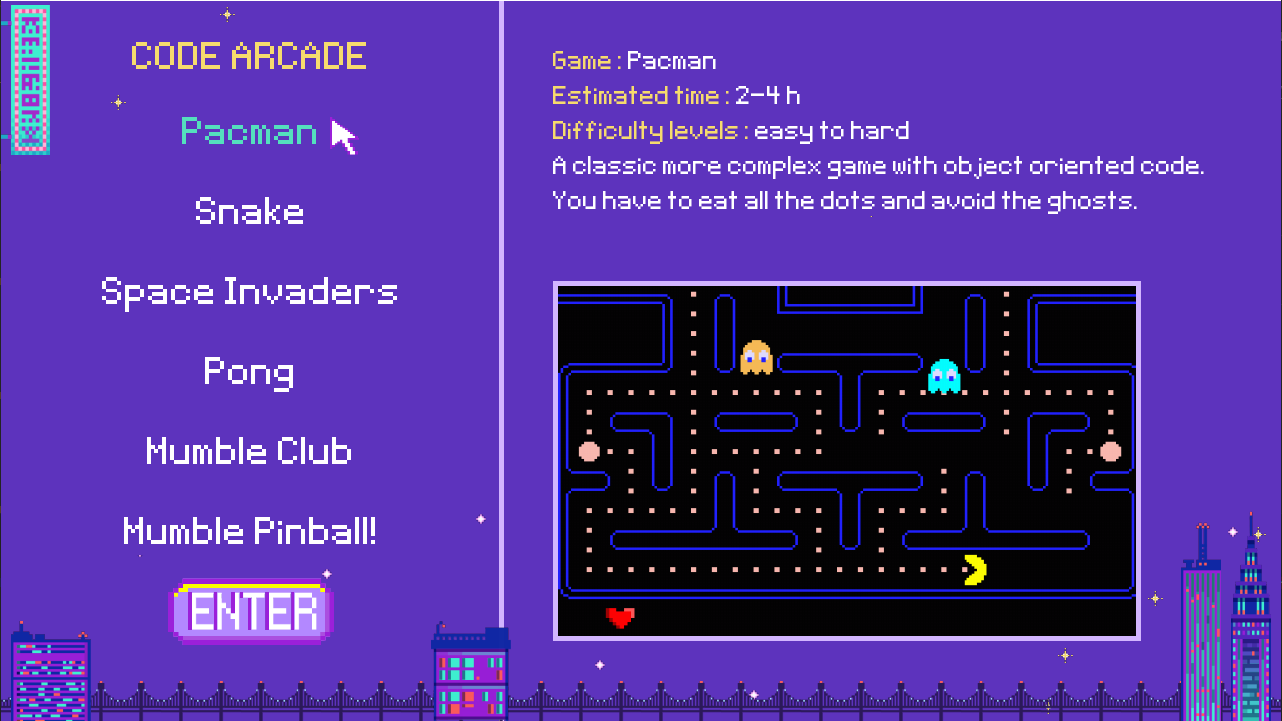 CODE ARCADE
Pacman
Snake
Space Invaders
Pong
Mumble Club
Mumble Pinball!
ENTER
Game : Pacman
Estimated time : 2-4 h
Difficulty levels : easy to hard
A classic more complex game with object oriented code.
You have to eat all the dots and avoid the ghosts.